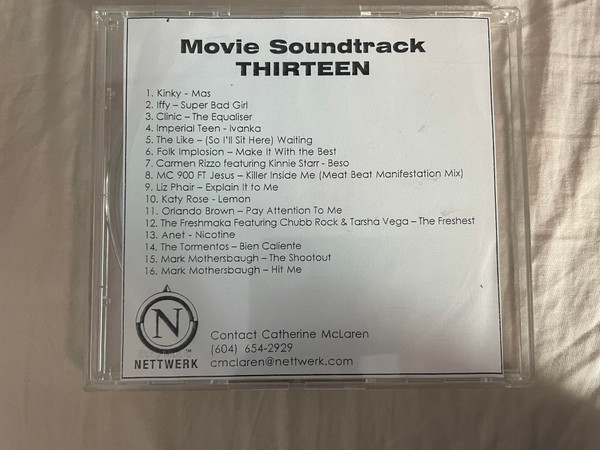 Movie Soundtrack
THIRTEEN
1. Kinky - Mas
2. Iffy – Super Bad Girl
3. Clinic – The Equaliser
4. Imperial Teen - Ivanka
5. The Like – (So I'll Sit Here) Waiting
6. Folk Implosion – Make It With the Best
7. Carmen Rizzo featuring Kinnie Starr - Beso
8. MC 900 FT Jesus – Killer Inside Me (Meat Beat Manifestation Mix)
9. Liz Phair – Explain It to Me
10. Katy Rose - Lemon
11. Orlando Brown – Pay Attention To Me
12. The Freshmaka Featuring Chubb Rock & Tarsha Vega – The Freshest
13. Anet - Nicotine
14. The Tormentos – Bien Caliente
15. Mark Mothersbaugh – The Shootout
16. Mark Mothersbaugh – Hit Me
N
TM
NETTWERK
Contact Catherine McLaren
(604) 654-2929
cmclaren@nettwerk.com